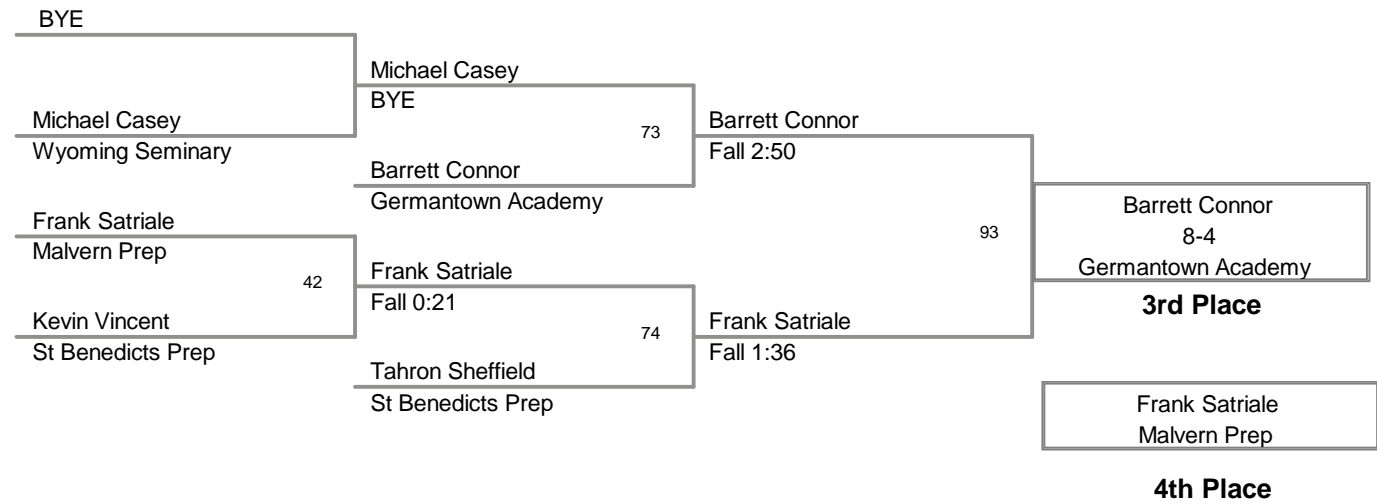 BYE
Michael Casey
BYE
Michael Casey
Wyoming Seminary
73
Barrett Connor
Fall 2:50
Barrett Connor
Germantown Academy
Frank Satriale
Malvern Prep
93
Barrett Connor
8-4
Germantown Academy
3rd Place
42
Frank Satriale
Fall 0:21
Kevin Vincent
St Benedicts Prep
74
Frank Satriale
Fall 1:36
Tahron Sheffield
St Benedicts Prep
Frank Satriale
Malvern Prep
4th Place